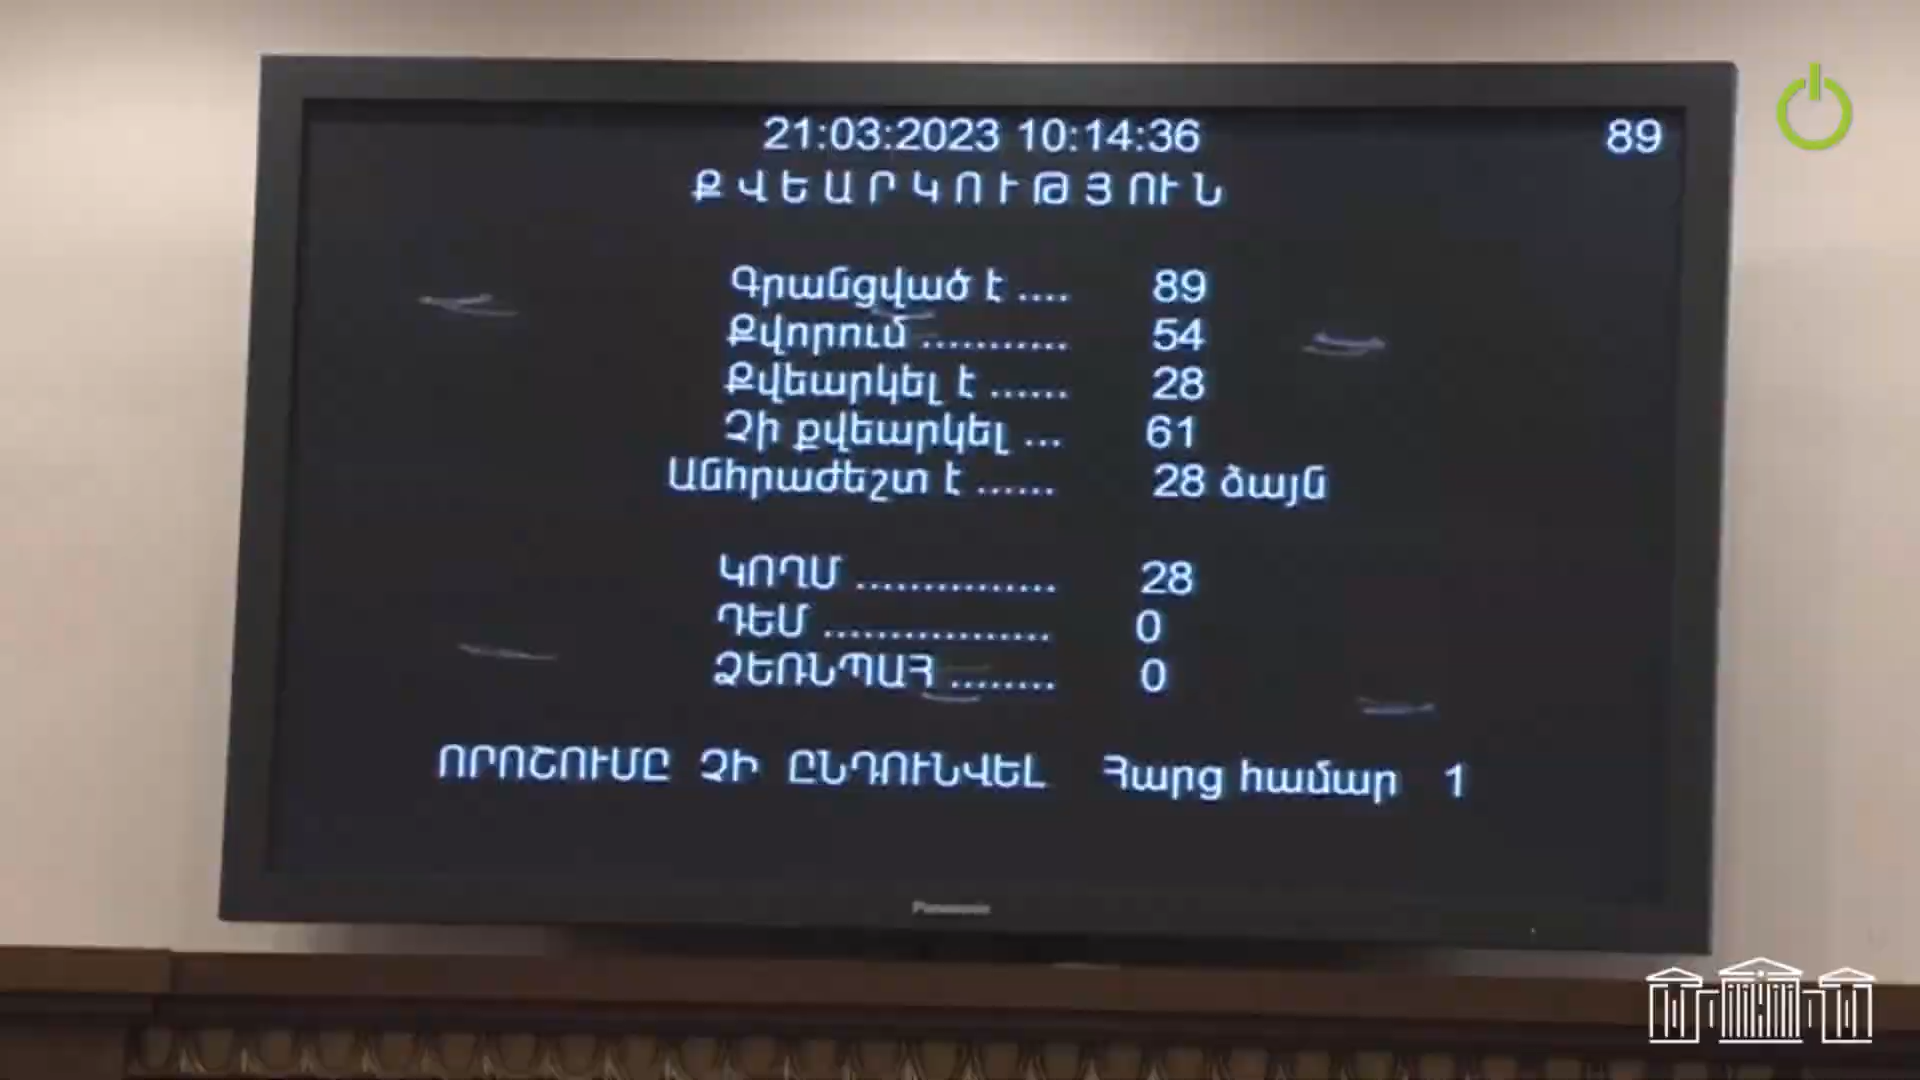 21:03:2023 10:14:36 89
ՔՎԵԱՐԿՈՒԹՅՈՒՆ
Գրանցված է .... 89
Քվորում ........... 54
Քվեարկել է ...... 28
Չի քվեարկել ... 61
Անհրաժեշտ է ...... 28 ձայն
ԿՈՂՄ ............... 28
ԴԵՄ ................. 0
ՁԵՌՆՊԱՀ ........ 0
ՈՐՈՇՈՒՄԸ ՉԻ ԸՆԴՈՒՆՎԵԼ Հարց համար 1
Panasonic